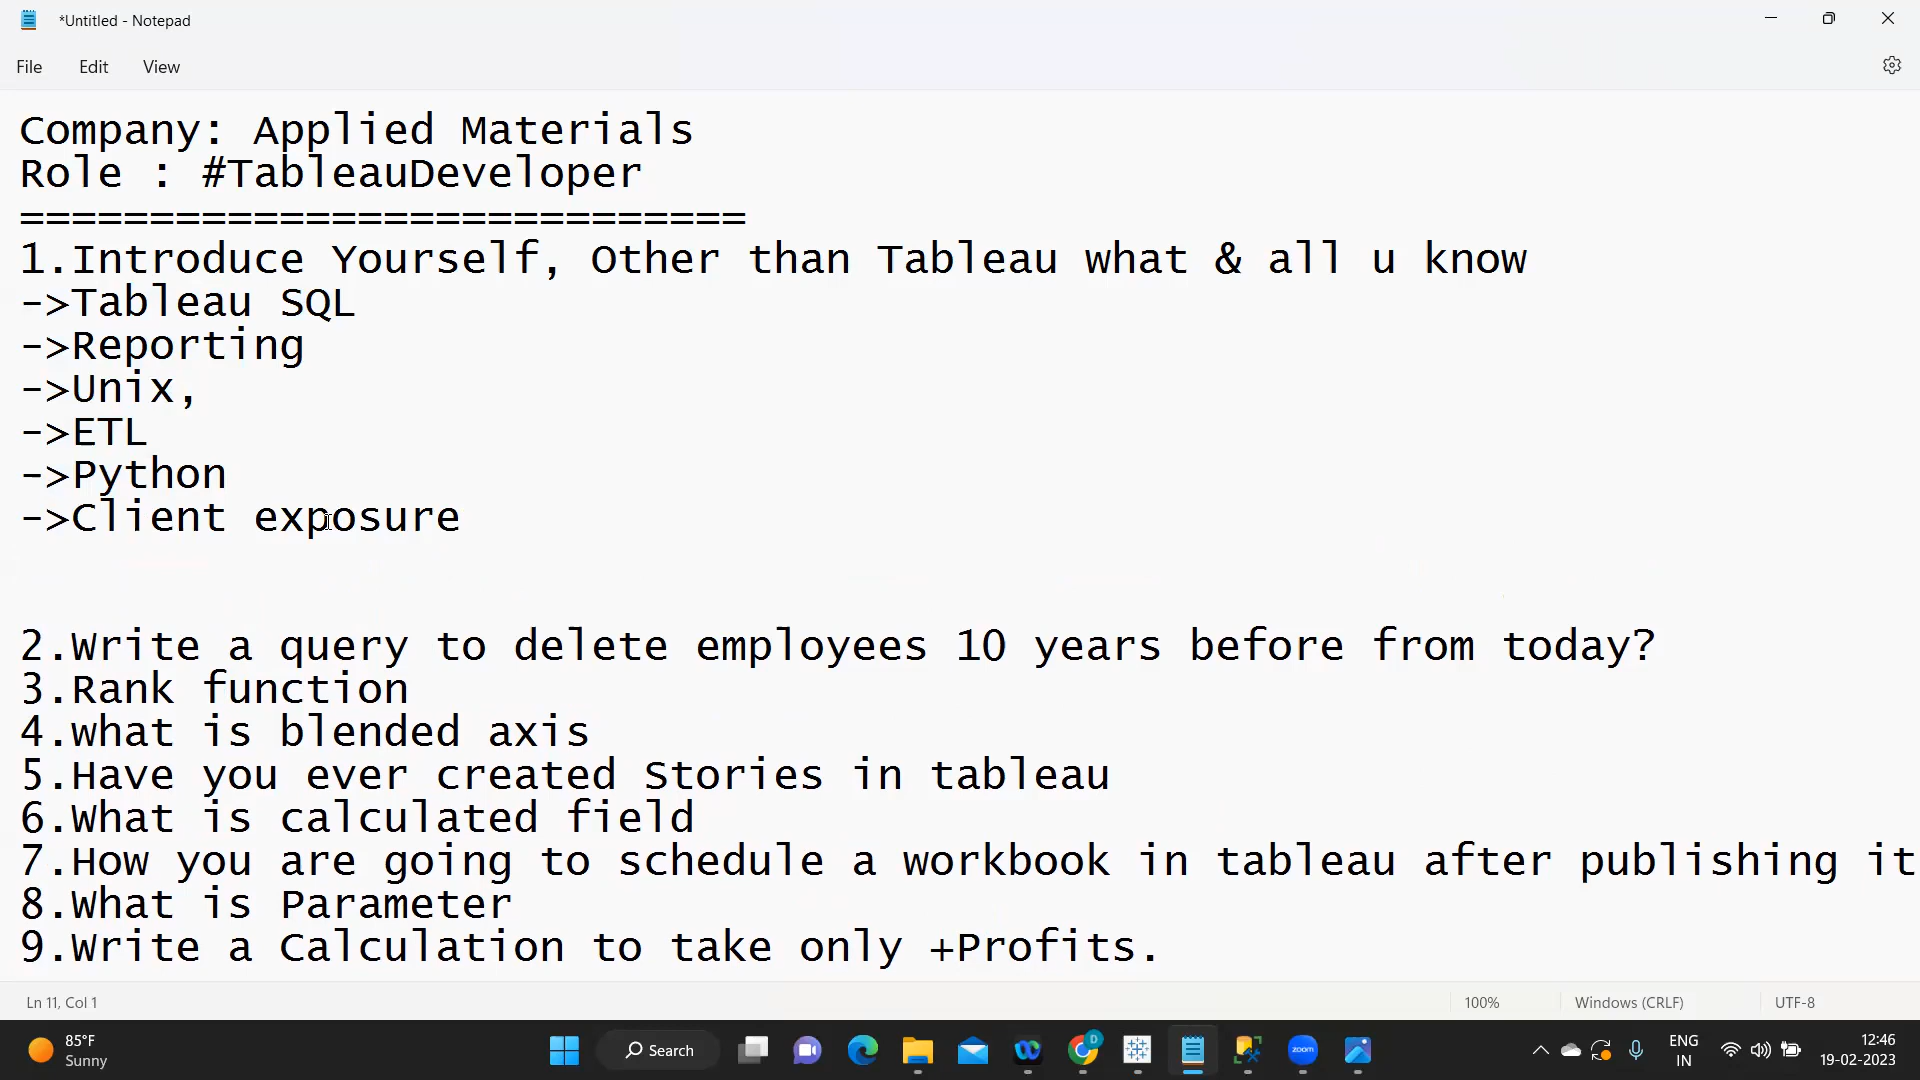 *Untitled - Notepad
File Edit View
Company: Applied Materials
Role : #TableauDeveloper
============================
1.Introduce Yourself, Other than Tableau what & all u know
->Tableau SQL
->Reporting
->Unix,
->ETL
->Python
->Client exposure
2.Write a query to delete employees 10 years before from today?
3.Rank function
4.what is blended axis
5.Have you ever created Stories in tableau
6.What is calculated field
7.How you are going to schedule a workbook in tableau after publishing it
8.What is Parameter
9.Write a Calculation to take only +Profits.
Ln 11, Col 1 100% Windows (CRLF) UTF-8
85°F
Sunny
Search
zoom
D
ENG
IN
12:46
19-02-2023